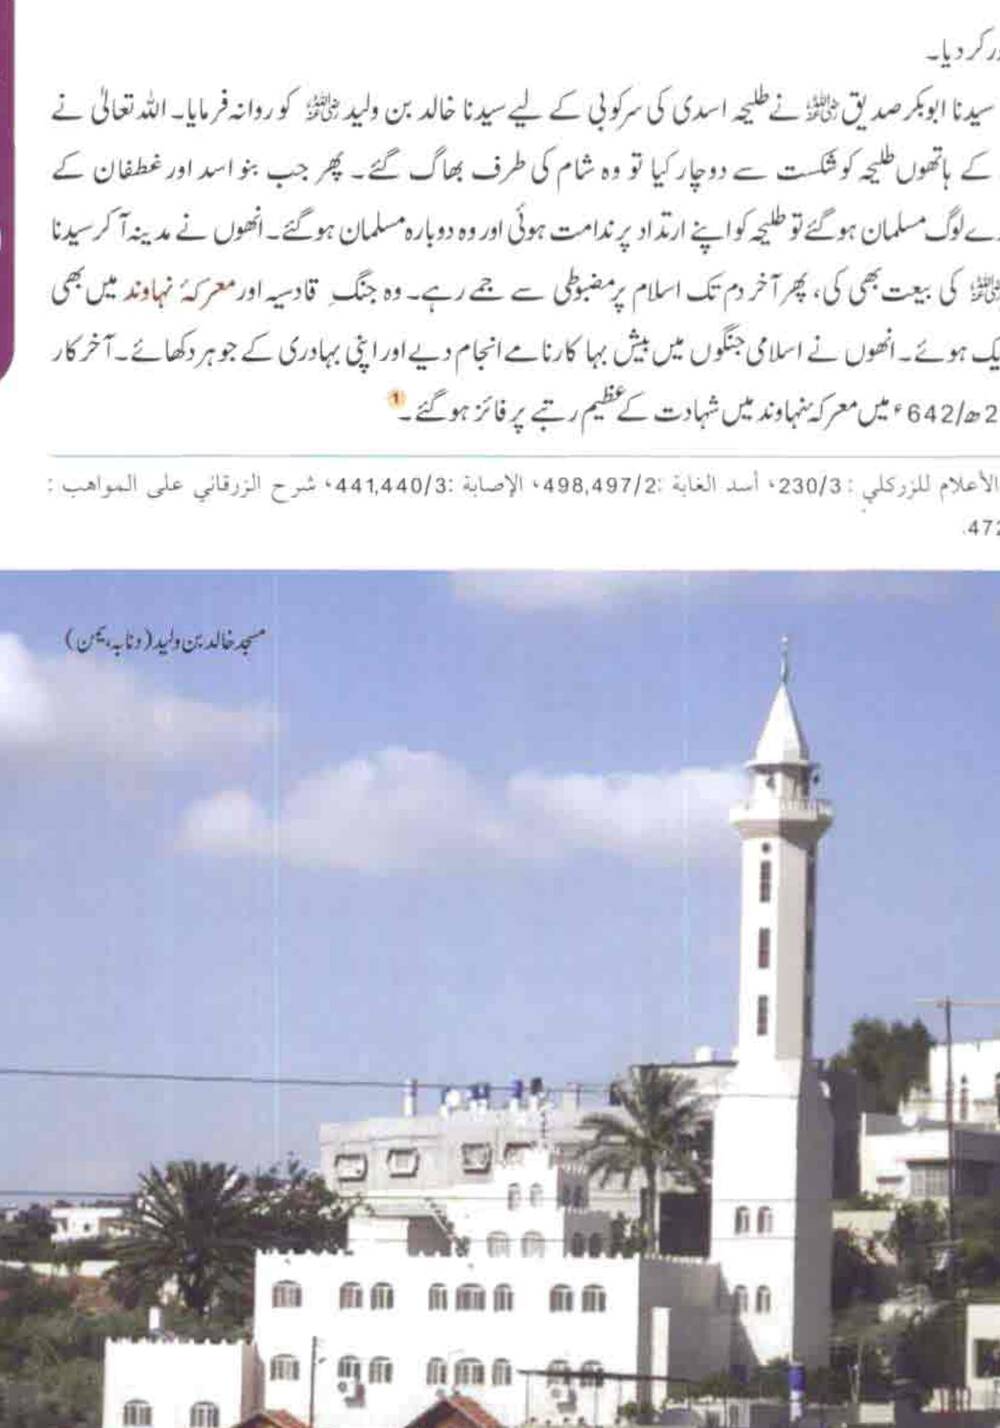 کر دیا۔
سیدنا ابوبکر صدیق رضی اللہ عنہ نے طلیحہ اسدی کی سرکوبی کے لیے سیدنا خالد بن ولید رضی اللہ عنہ کو روانہ فرمایا۔ اللہ تعالیٰ نے
کے ہاتھوں طلیحہ کو شکست سے دوچار کیا تو وہ شام کی طرف بھاگ گئے۔ پھر جب بنو اسد اور غطفان کے
لوگ مسلمان ہوگئے تو طلیحہ کو اپنے ارتداد پر ندامت ہوئی اور وہ دوبارہ مسلمان ہوگئے۔ انھوں نے مدینہ آ کر سیدنا
کی بیعت بھی کی، پھر آخر دم تک اسلام پر مضبوطی سے جمے رہے۔ وہ جنگِ قادسیہ اور معرکۂ نہاوند میں بھی
ہوئے۔ انھوں نے اسلامی جنگوں میں بیش بہا کارنامے انجام دیے اور اپنی بہادری کے جوہر دکھائے۔ آخر کار
ھ/642ء میں معرکۂ نہاوند میں شہادت کے عظیم رتبے پر فائز ہوگئے۔ 1
الأعلام للزركلي : 230/3، أسد الغابة :498,497/2، الإصابة :441,440/3، شرح الزرقاني على المواهب :
472.
مسجد خالد بن ولید (دنابہ، یمن)